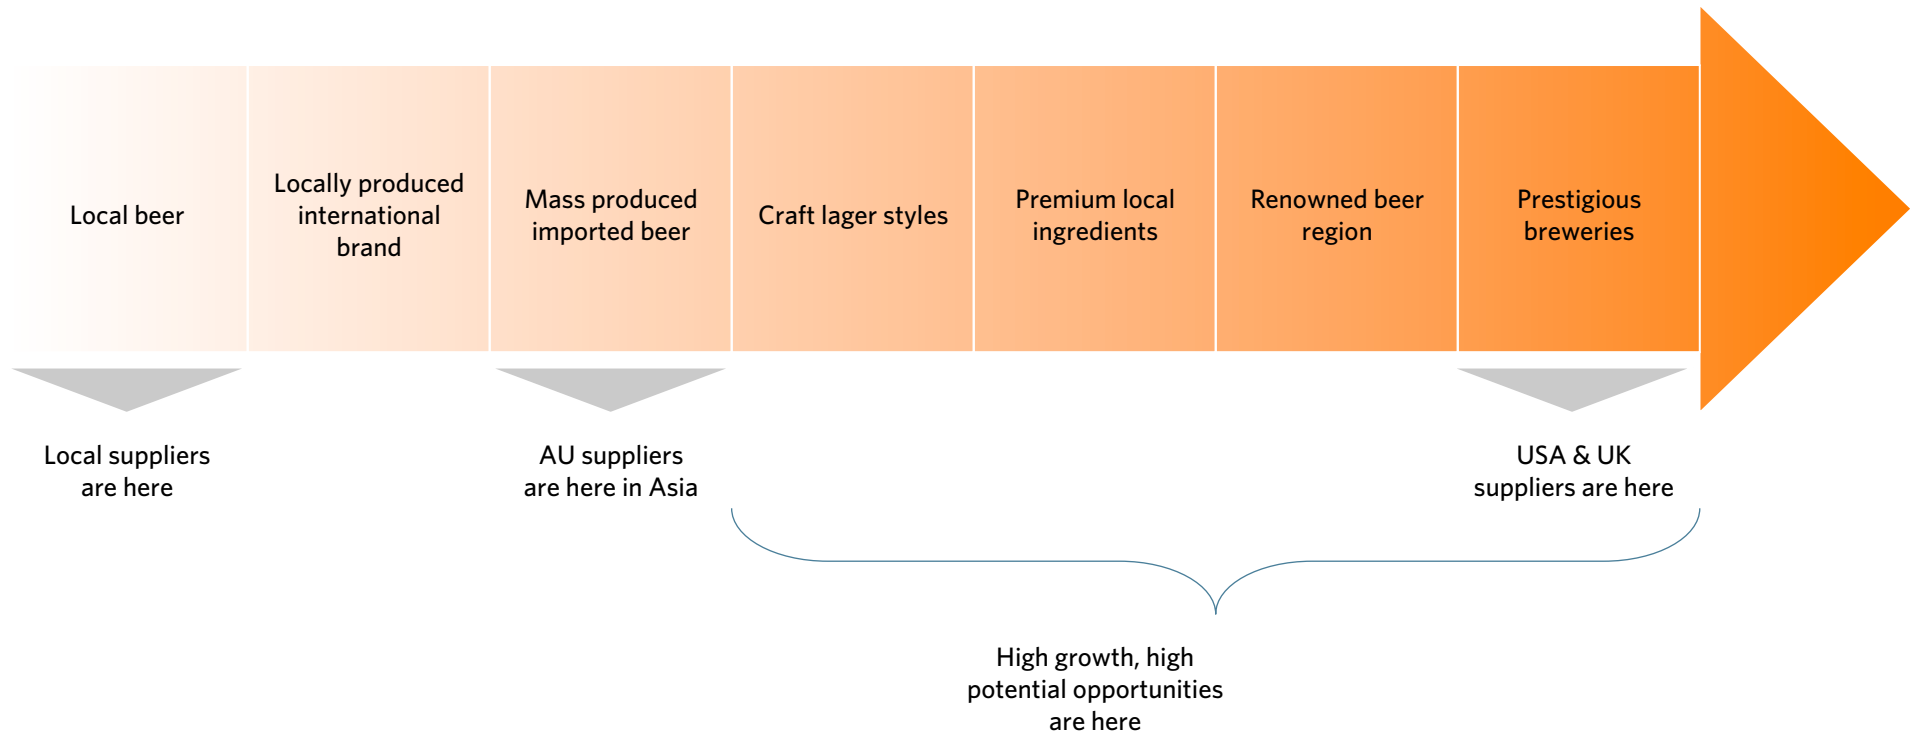 Local beer
Locally produced
international
brand
Mass produced
imported beer
Craft lager styles
Premium local
ingredients
Renowned beer
region
Prestigious
breweries
Local suppliers
are here
AU suppliers
are here in Asia
USA & UK
suppliers are here
High growth, high
potential opportunities
are here